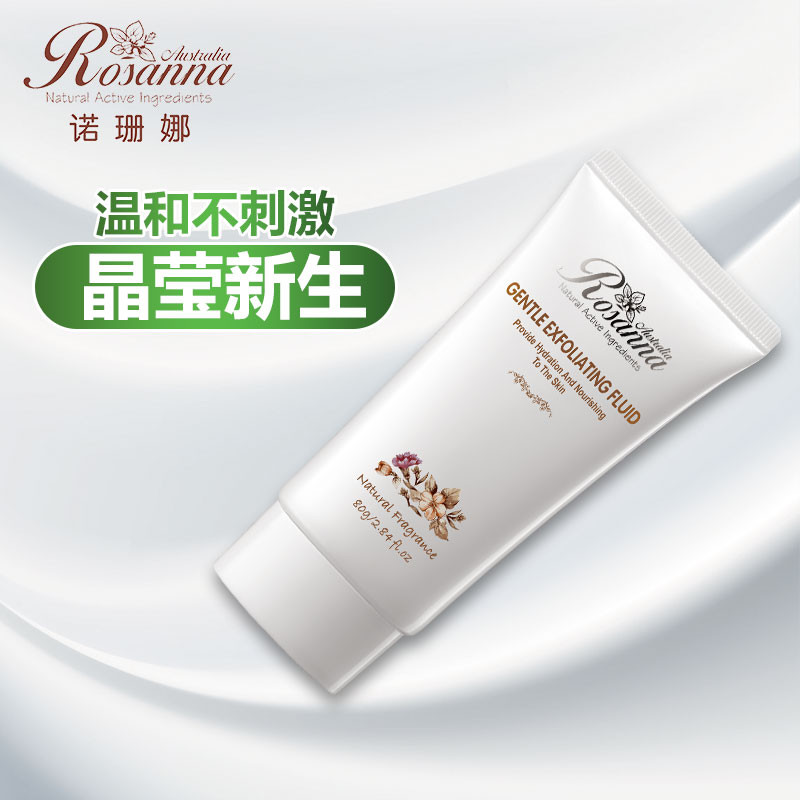 Rosanna
Australia
Natural Active Ingredients
诺珊娜
温和不刺激
晶莹新生
Rosanna
Australia
Natural Active Ingredients
GENTLE EXFOLIATING FLUID
Provide Hydration And Nourishing
To The Skin
Natural Fragrance
80g/2.84fl.oz